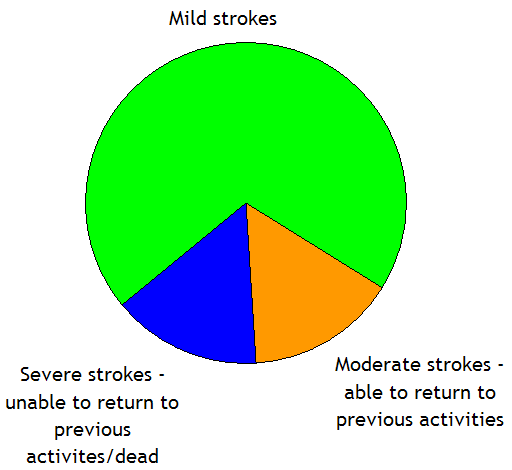 Mild strokes
Moderate strokes -
able to return to
previous activities
Severe strokes -
unable to return to
previous
activites/dead